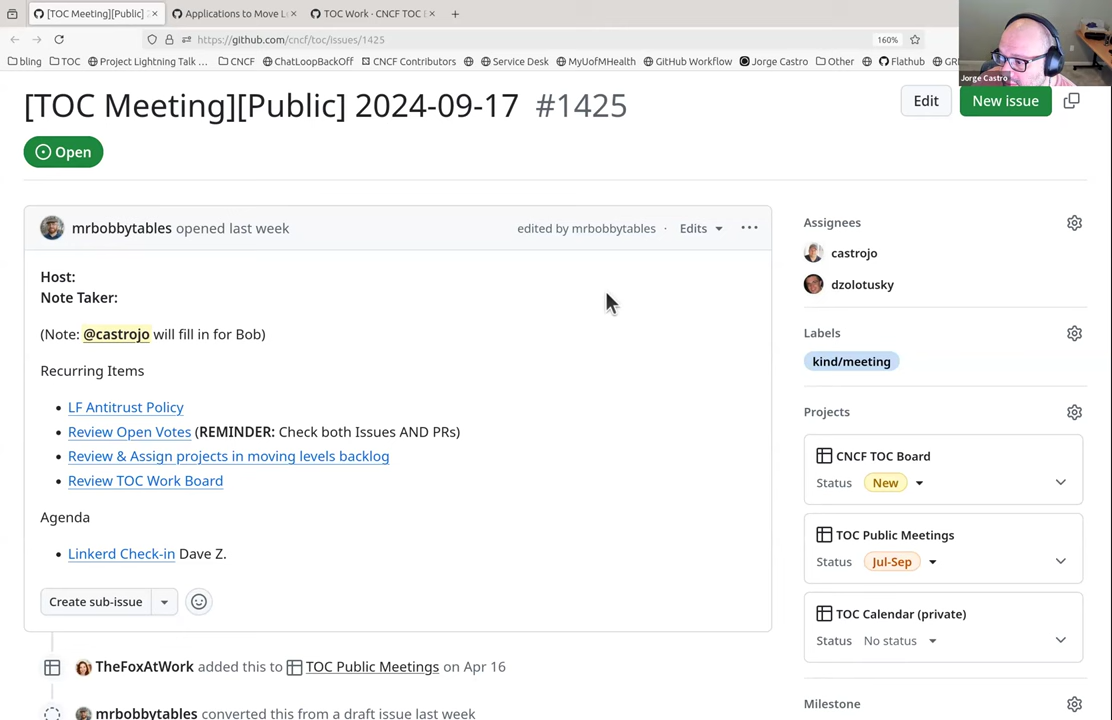 [TOC Meeting][Public]
Applications to Move L
TOC Work · CNCF TOC
https://github.com/cncf/toc/issues/1425
160%
bling
TOC
Project Lightning Talk ...
CNCF
ChatLoopBackOff
CNCF Contributors
Service Desk
MyUofMHealth
GitHub Workflow
Jorge Castro
Other
Flathub
Jorge Castro
[TOC Meeting][Public] 2024-09-17 #1425
Edit
New issue
Open
mrbobbytables opened last week
edited by mrbobbytables · Edits
Host:
Note Taker:
(Note: @castrojo will fill in for Bob)
Recurring Items
• LF Antitrust Policy
• Review Open Votes (REMINDER: Check both Issues AND PRs)
• Review & Assign projects in moving levels backlog
• Review TOC Work Board
Agenda
• Linkerd Check-in Dave Z.
Create sub-issue
TheFoxAtWork added this to TOC Public Meetings on Apr 16
mrbobbytables converted this from a draft issue last week
Assignees
castrojo
dzolotusky
Labels
kind/meeting
Projects
CNCF TOC Board
Status New
TOC Public Meetings
Status Jul-Sep
TOC Calendar (private)
Status No status
Milestone